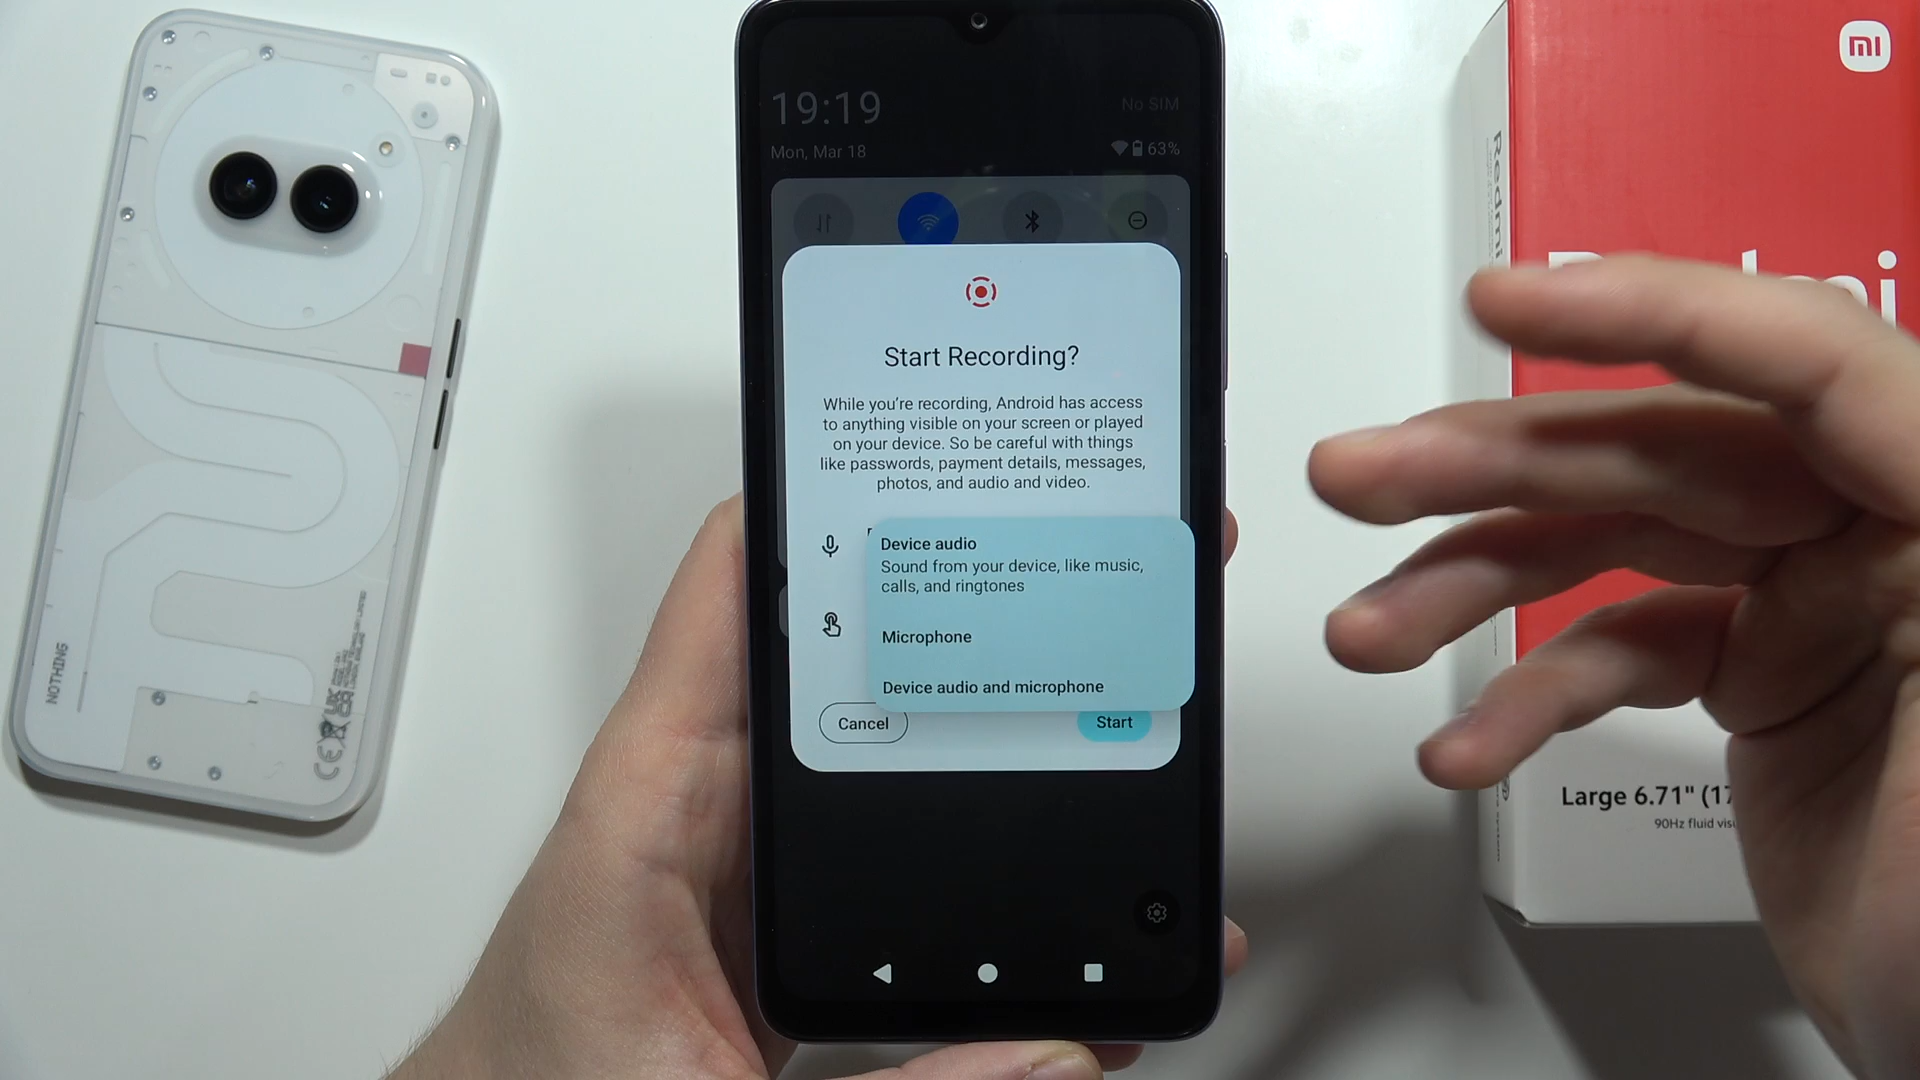 19:19
No SIM
Mon, Mar 18
63%
Start Recording?
While you're recording, Android has access
to anything visible on your screen or played
on your device. So be careful with things
like passwords, payment details, messages,
photos, and audio and video.
Device audio
Sound from your device, like music,
calls, and ringtones
Microphone
Device audio and microphone
Cancel
Start
NOTHING
CE
mi
Redmi
Large 6.71" (17
90Hz fluid